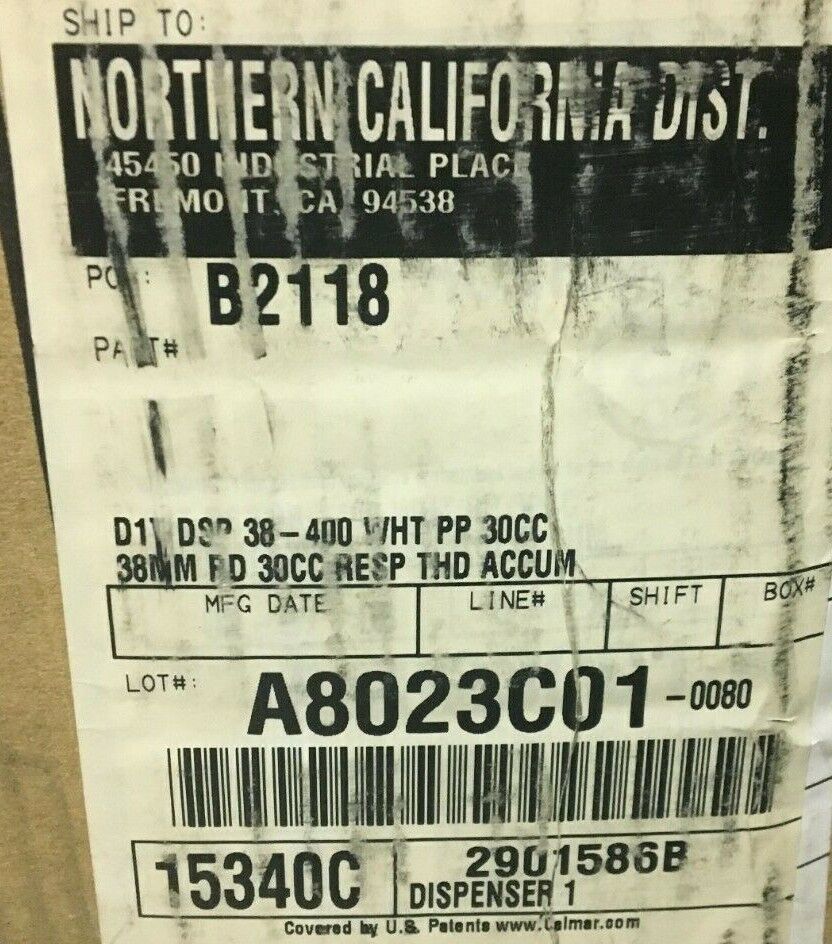 SHIP TO:
NORTHERN CALIFORNIA DIST.
45450 INDUSTRIAL PLACE
FREMONT, CA 94538
PO#: B2118
PART#
DSP 38-400 WHT PP 30CC
38MM 30CC RESP THD ACCUM
MFG DATE LINE# SHIFT BOX#
LOT#: A8023C01-0080
15340C 2901586B
DISPENSER 1
Covered by U.S. Patents www.Calmar.com